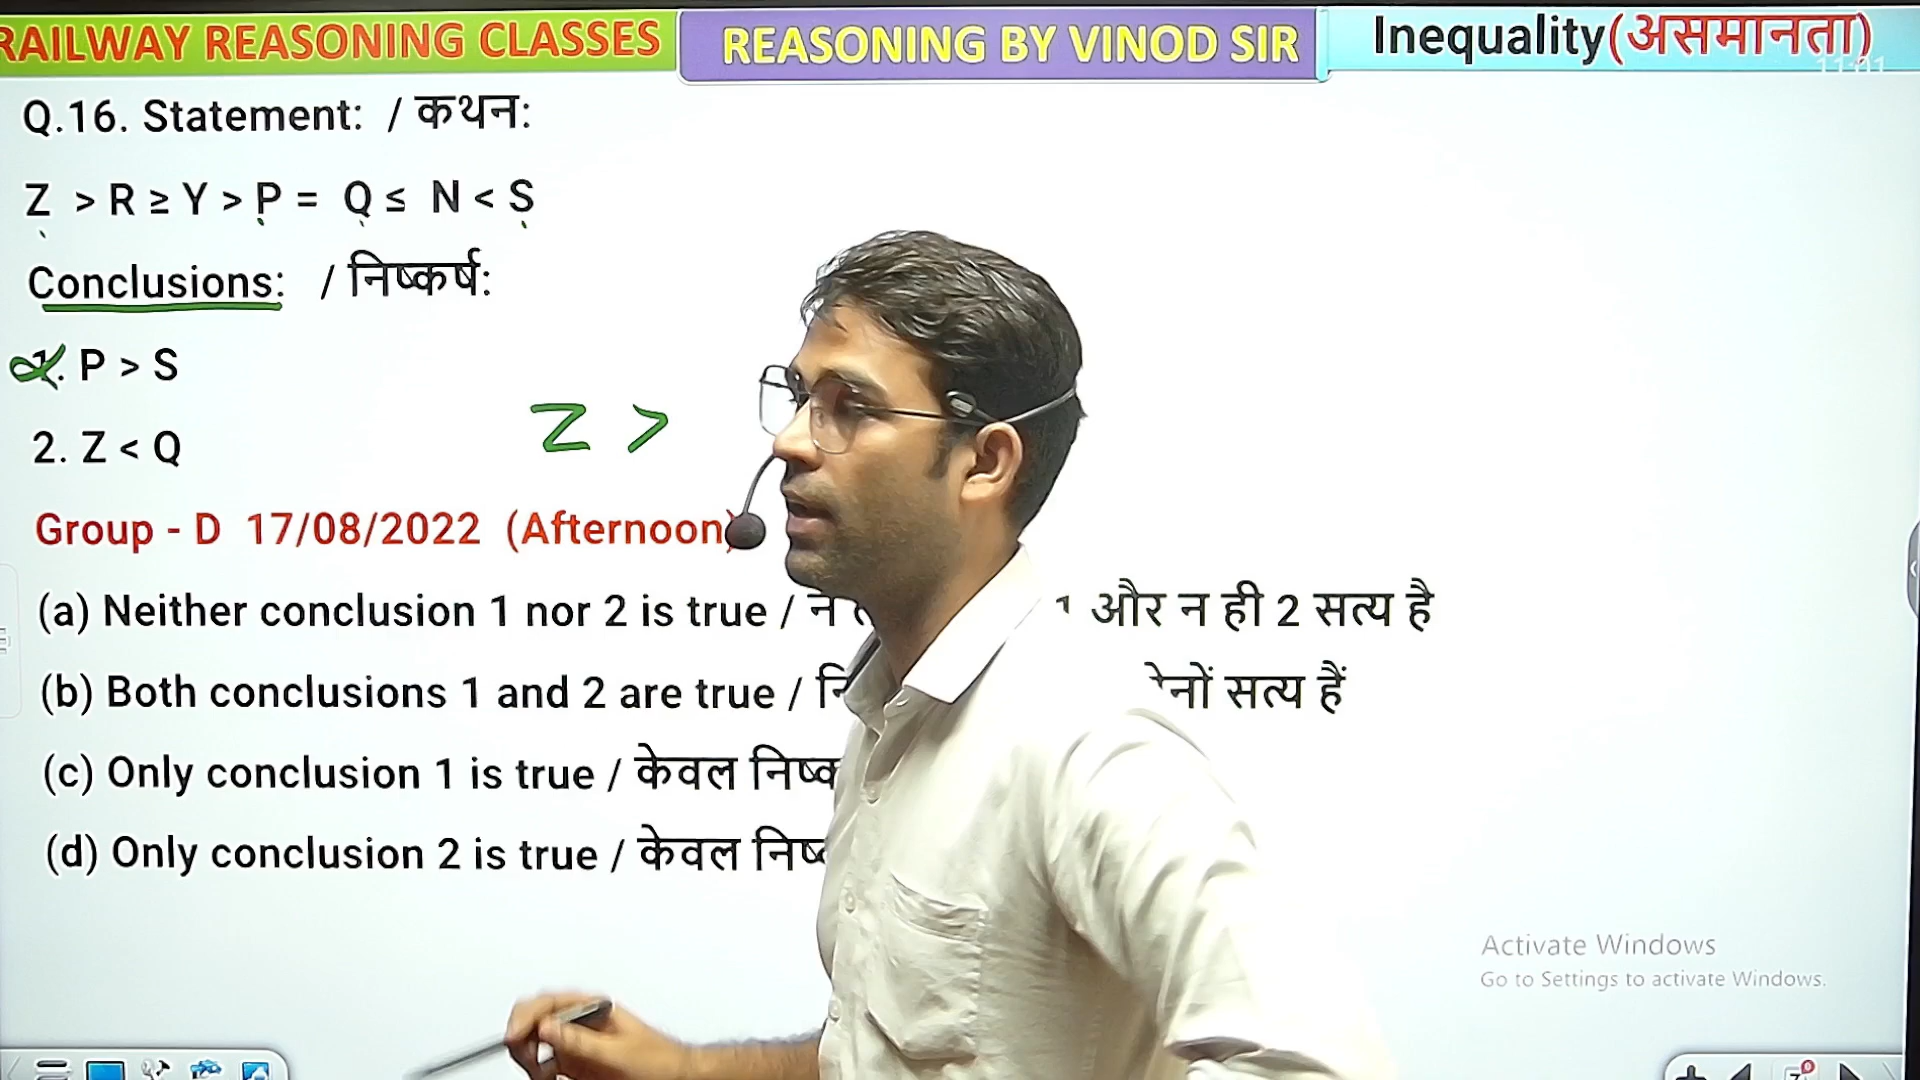 RAILWAY REASONING CLASSES REASONING BY VINOD SIR Inequality(असमानता)
11:01
Q.16. Statement: / कथन:
Z > R ≥ Y > P = Q ≤ N < S
Conclusions: / निष्कर्ष:
1. P > S
Z >
2. Z < Q
Group - D 17/08/2022 (Afternoon)
(a) Neither conclusion 1 nor 2 is true / न 1 और न ही 2 सत्य है
(b) Both conclusions 1 and 2 are true / सत्य हैं
(c) Only conclusion 1 is true / केवल
(d) Only conclusion 2 is true / केवल
Activate Windows
Go to Settings to activate Windows.